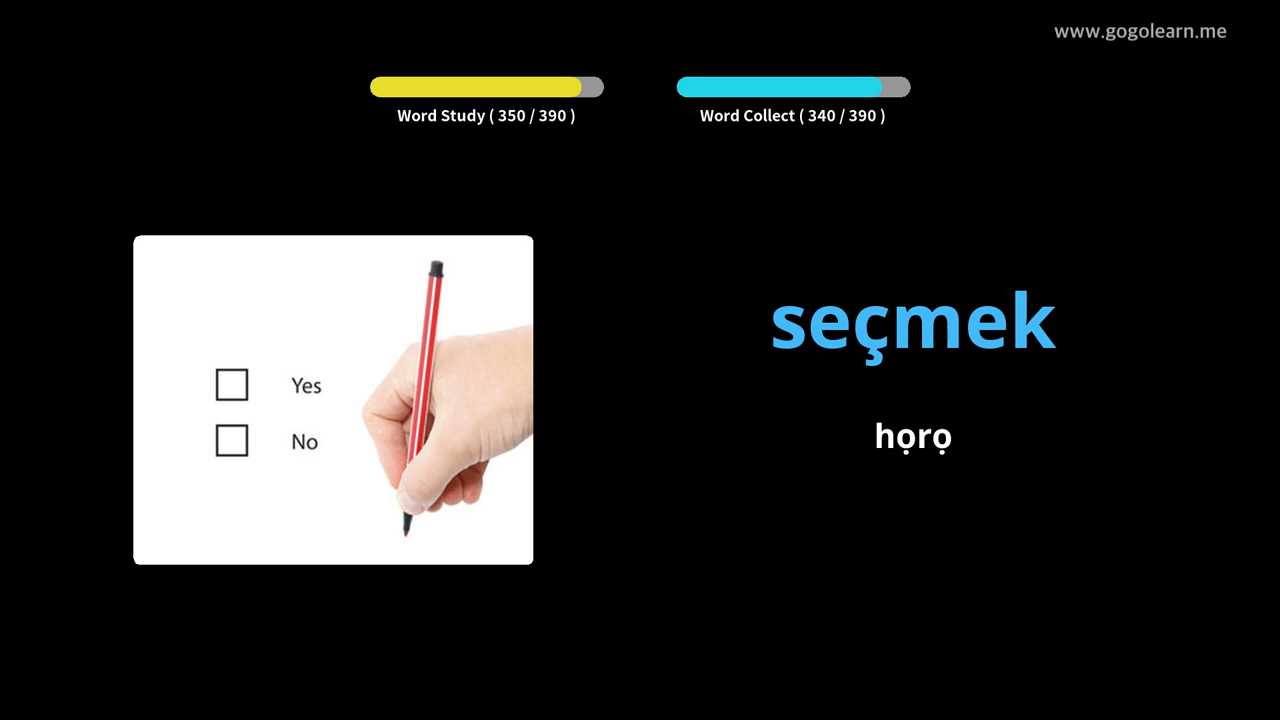 www.gogolearn.me
Word Study ( 350 / 390 )
Word Collect ( 340 / 390 )
seçmek
họrọ
Yes
No